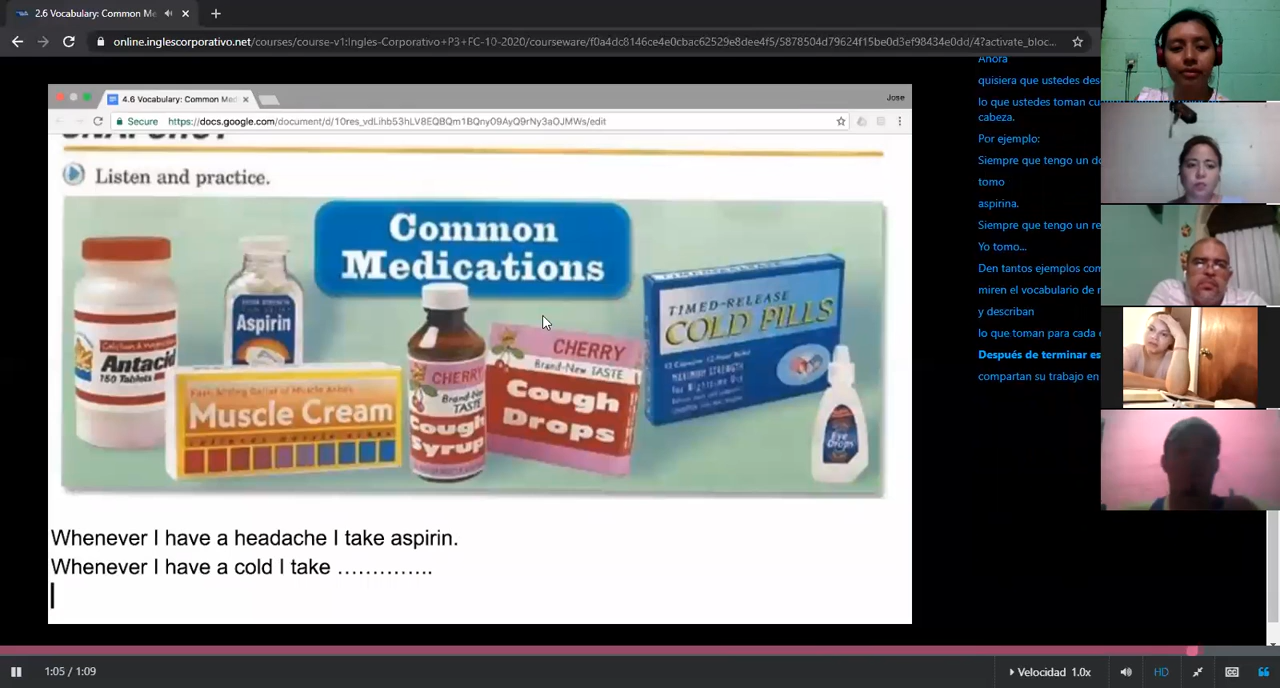 2.6 Vocabulary: Common Me
online.inglescorporativo.net/courses/course-v1:Ingles-Corporativo+P3+FC-10-2020/courseware/f0a4dc8146ce4e0cbac62529e8dee4f5/5878504d79624f15be0d3ef98434e0dd/4?activate_bloc...
4.6 Vocabulary: Common Med
Jose
Secure
https://docs.google.com/document/d/10res_vdLihb53hLV8EQBQm1BQny09AyQ9rNy3aOJMWs/edit
SNAPSHOT
Listen and practice.
Common
Medications
Antacid
150 Tablets
Aspirin
Muscle Cream
CHERRY
Brand-New
TASTE
Cough
Syrup
CHERRY
Brand-New TASTE
Cough
Drops
TIMED-RELEASE
COLD PILLS
Eye
Drops
Whenever I have a headache I take aspirin.
Whenever I have a cold I take …………..
Ahora
quisiera que ustedes des
lo que ustedes toman cu
cabeza.
Por ejemplo:
Siempre que tengo un do
tomo
aspirina.
Siempre que tengo un re
Yo tomo...
Den tantos ejemplos com
miren el vocabulario de m
y describan
lo que toman para cada e
Después de terminar es
compartan su trabajo en
1:05 / 1:09
Velocidad 1.0x
HD